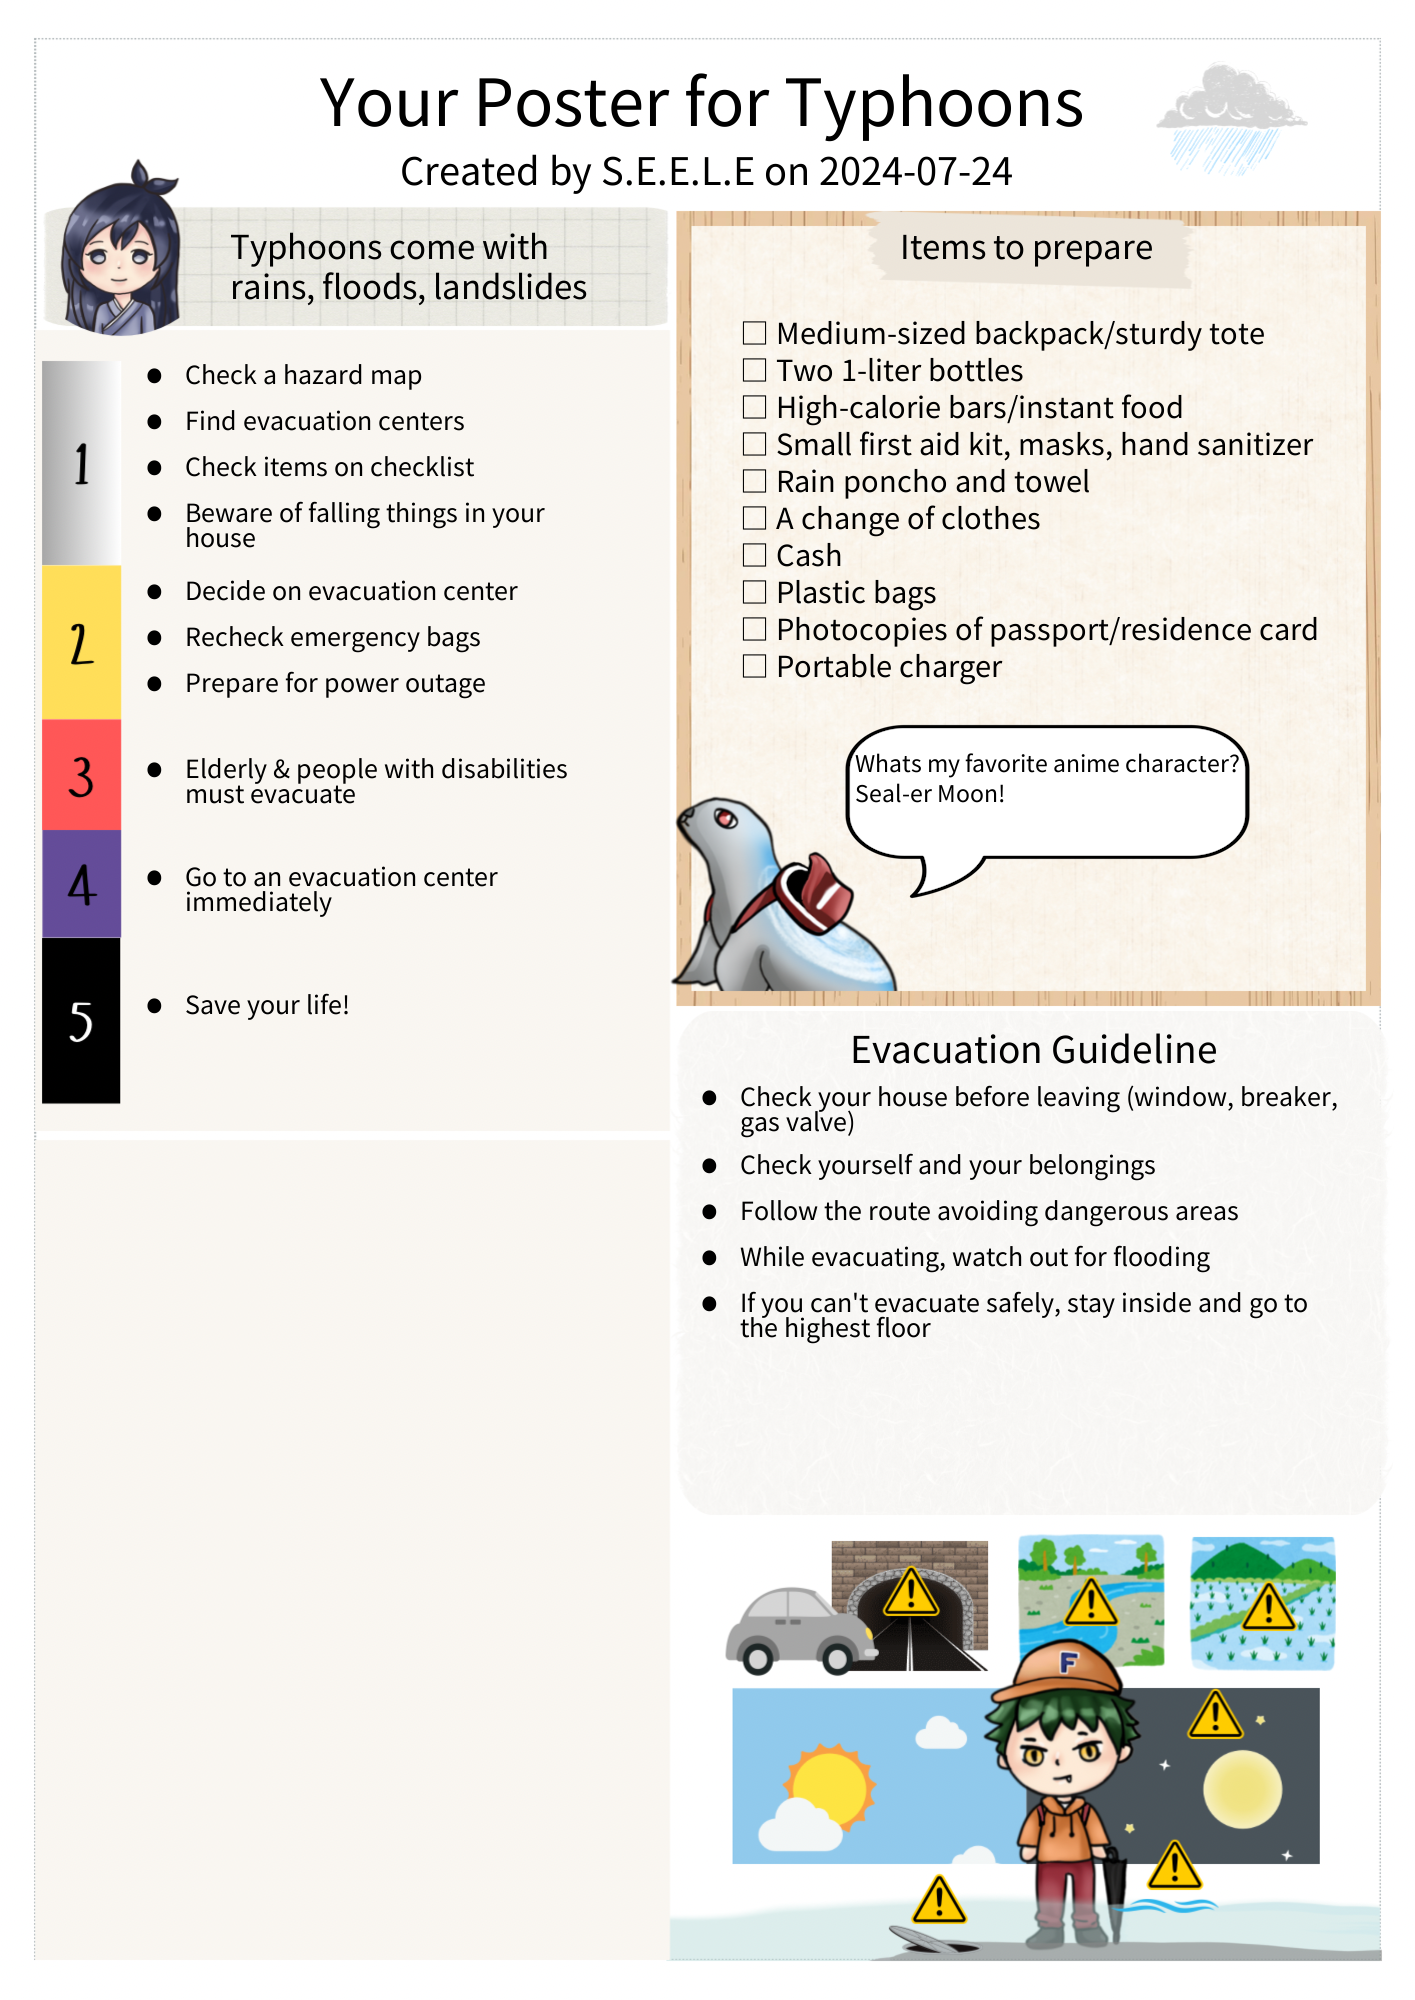 Your Poster for Typhoons
Created by S.E.E.L.E on 2024-07-24
Typhoons come with
rains, floods, landslides
1
● Check a hazard map
● Find evacuation centers
● Check items on checklist
● Beware of falling things in your
house
2
● Decide on evacuation center
● Recheck emergency bags
● Prepare for power outage
3
● Elderly & people with disabilities
must evacuate
4
● Go to an evacuation center
immediately
5
● Save your life!
Items to prepare
☐ Medium-sized backpack/sturdy tote
☐ Two 1-liter bottles
☐ High-calorie bars/instant food
☐ Small first aid kit, masks, hand sanitizer
☐ Rain poncho and towel
☐ A change of clothes
☐ Cash
☐ Plastic bags
☐ Photocopies of passport/residence card
☐ Portable charger
Whats my favorite anime character?
Seal-er Moon!
Evacuation Guideline
● Check your house before leaving (window, breaker,
gas valve)
● Check yourself and your belongings
● Follow the route avoiding dangerous areas
● While evacuating, watch out for flooding
● If you can't evacuate safely, stay inside and go to
the highest floor
!
!
!
F
!
!
!